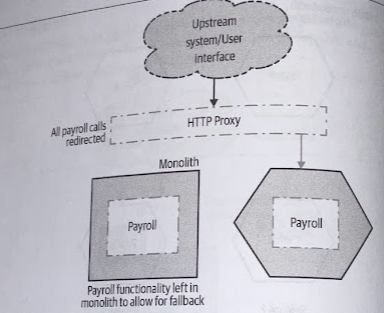 Upstream
system/User
interface
All payroll calls
redirected
HTTP Proxy
Monolith
Payroll
Payroll
Payroll functionality left in
monolith to allow for fallback